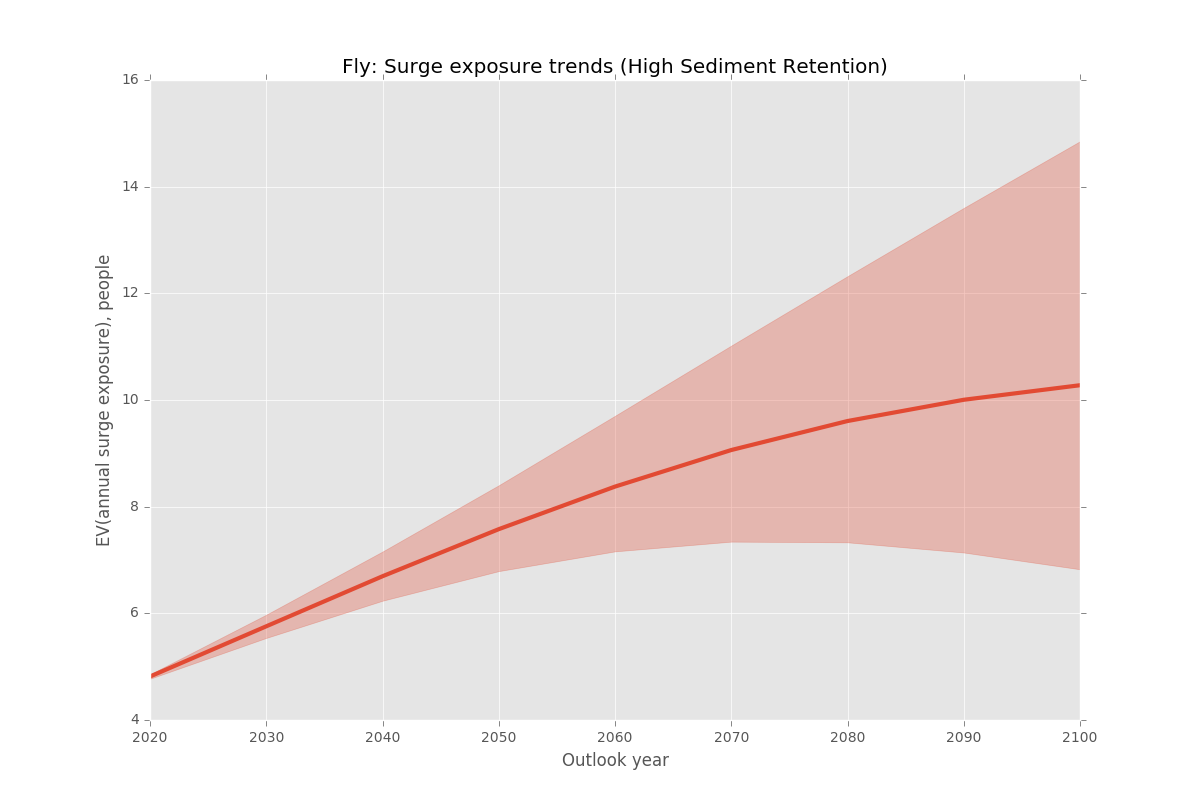 Fly: Surge exposure trends (High Sediment Retention)
16
14
12
10
8
6
4
EV(annual surge exposure), people
2020 2030 2040 2050 2060 2070 2080 2090 2100
Outlook year